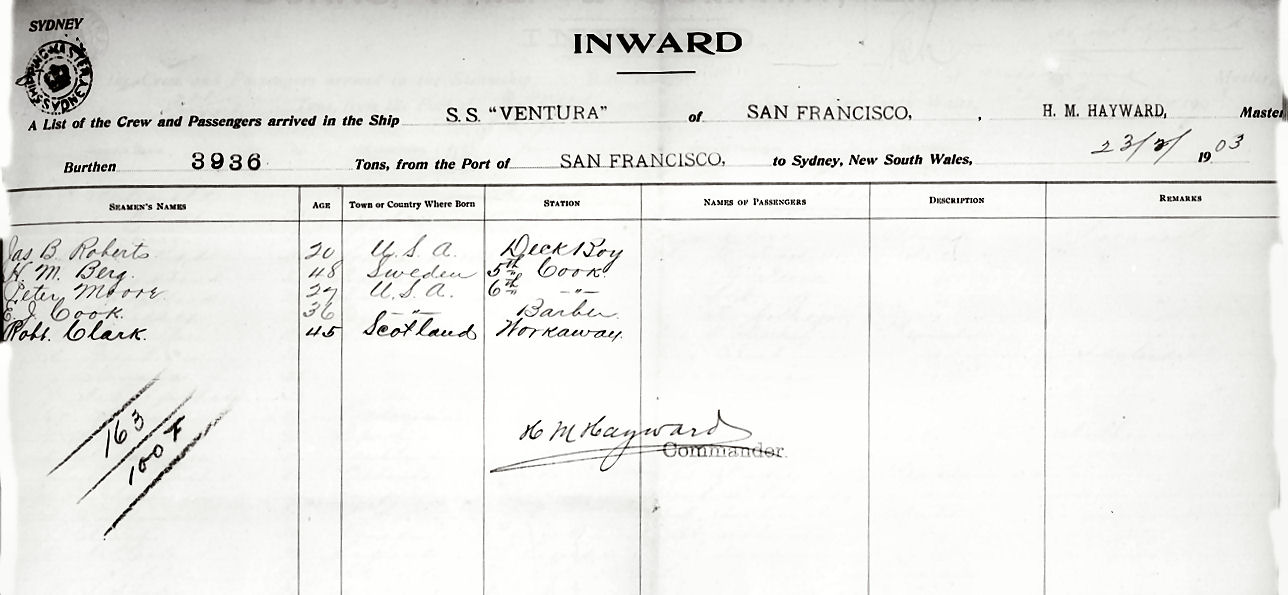 SYDNEY
INWARD
A List of the Crew and Passengers arrived in the Ship S.S. "VENTURA" of SAN FRANCISCO, , H. M. HAYWARD, Master
Burthen 3936 Tons, from the Port of SAN FRANCISCO, to Sydney, New South Wales, 23/ 1903
SEAMEN'S NAMES AGE TOWN OR COUNTRY WHERE BORN STATION NAMES OF PASSENGERS DESCRIPTION REMARKS
Jas B. Roberts 20 U.S.A. Deck Boy
H. M. Berg. 48 Sweden 5th Cook.
Peter Moore 27 U.S.A. 6th -"-
E. J. Cook. 36 -"- Barber.
Robt. Clark. 45 Scotland Workaway.
163
100
H M Hayward
Commander.